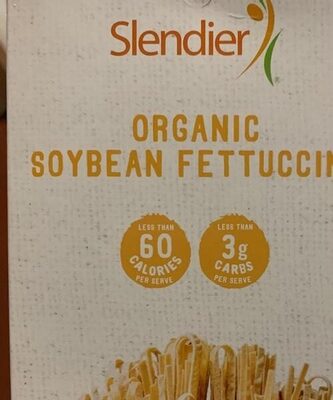 Slendier
ORGANIC
SOYBEAN FETTUCCIN
LESS THAN
60
CALORIES
PER SERVE
LESS THAN
3g
CARBS
PER SERVE